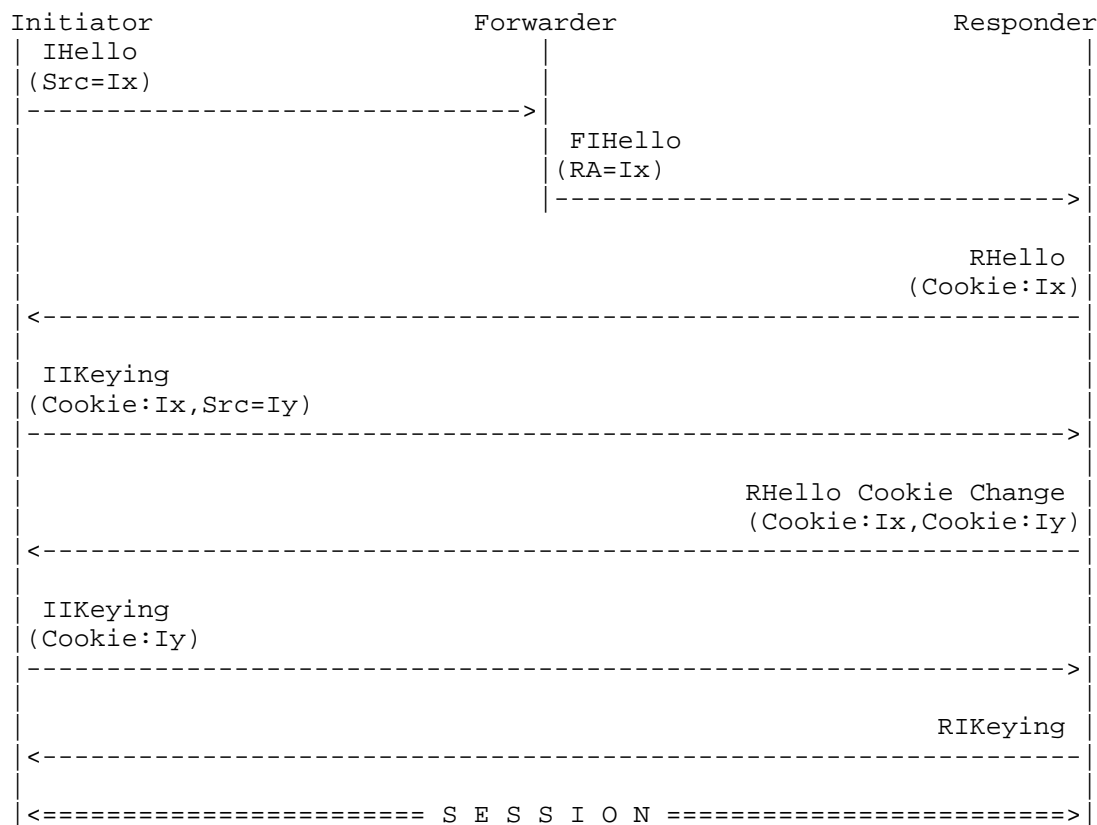 Initiator Forwarder Responder
IHello
(Src=Ix)
FIHello
(RA=Ix)
RHello
(Cookie:Ix)
IIKeying
(Cookie:Ix,Src=Iy)
RHello Cookie Change
(Cookie:Ix,Cookie:Iy)
IIKeying
(Cookie:Iy)
RIKeying
S E S S I O N